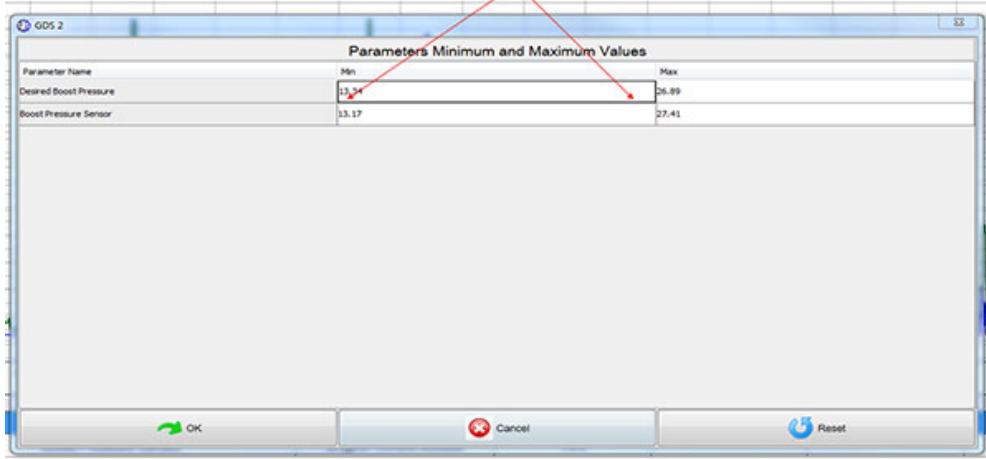 GDS 2
Parameters Minimum and Maximum Values
Parameter Name Min Max
Desired Boost Pressure 13.34 26.89
Boost Pressure Sensor 13.17 27.41
OK Cancel Reset